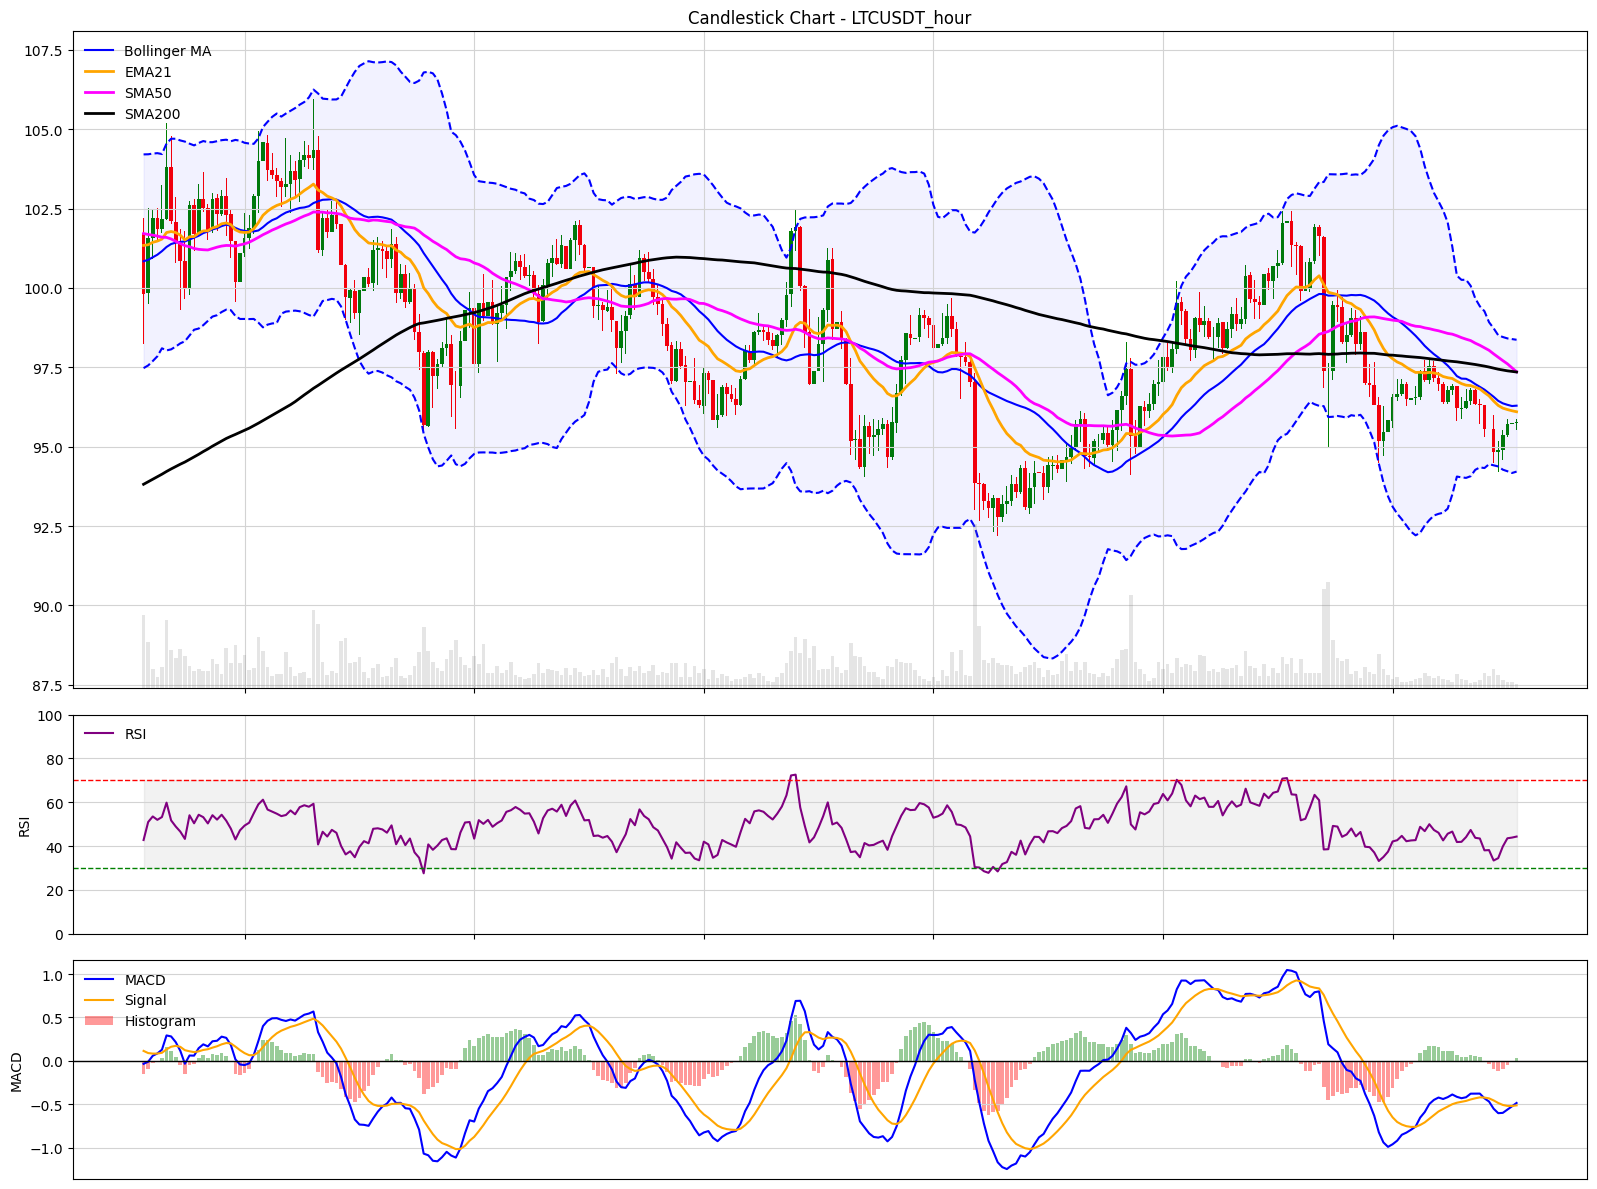 Candlestick Chart - LTCUSDT_hour
Bollinger MA
EMA21
SMA50
SMA200
107.5
105.0
102.5
100.0
97.5
95.0
92.5
90.0
87.5
RSI
RSI
100
80
60
40
20
0
MACD
Signal
Histogram
MACD
1.0
0.5
0.0
−0.5
−1.0